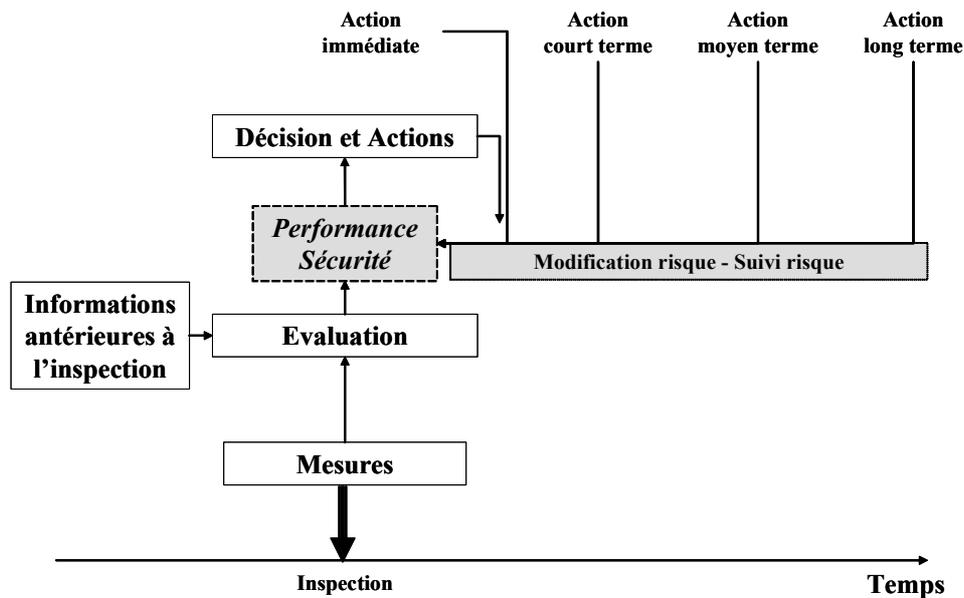 Action
immédiate
Action
court terme
Action
moyen terme
Action
long terme
Décision et Actions
Performance
Sécurité
Modification risque - Suivi risque
Informations
antérieures à
l’inspection
Evaluation
Mesures
Inspection
Temps